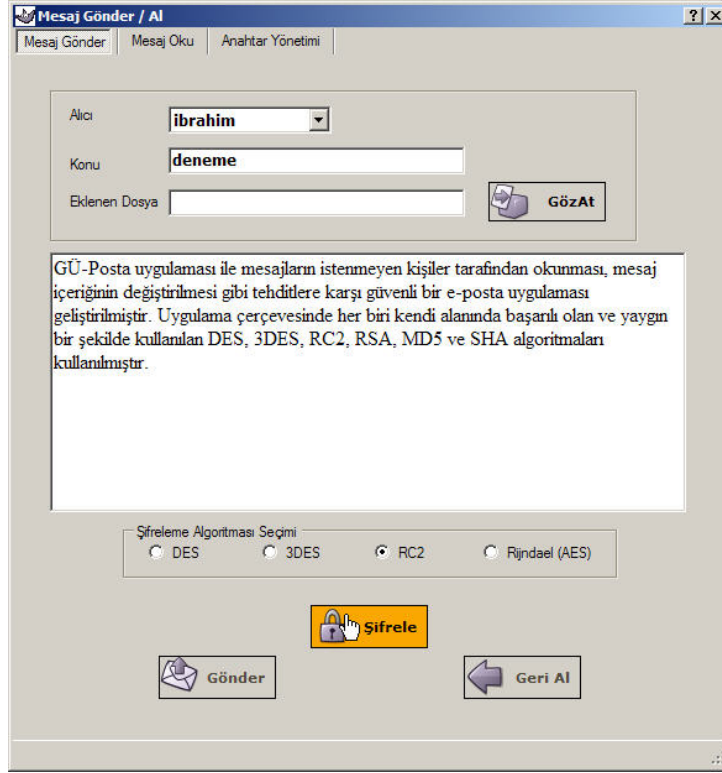 Mesaj Gönder / Al
Mesaj Gönder Mesaj Oku Anahtar Yönetimi
Alıcı ibrahim
Konu deneme
Eklenen Dosya GözAt
GÜ-Posta uygulaması ile mesajların istenmeyen kişiler tarafından okunması, mesaj
içeriğinin değiştirilmesi gibi tehditlere karşı güvenli bir e-posta uygulaması
geliştirilmiştir. Uygulama çerçevesinde her biri kendi alanında başarılı olan ve yaygın
bir şekilde kullanılan DES, 3DES, RC2, RSA, MD5 ve SHA algoritmaları
kullanılmıştır.
Şifreleme Algoritması Seçimi
DES 3DES RC2 Rijndael (AES)
Şifrele
Gönder Geri Al